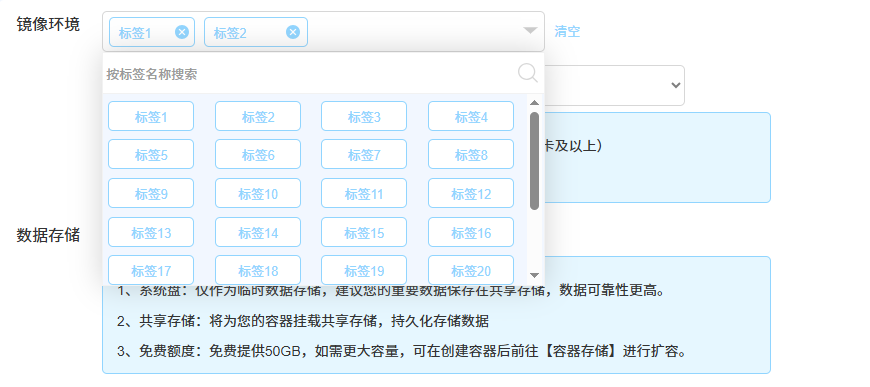 镜像环境
标签1 标签2 清空
按标签名称搜索
标签1 标签2 标签3 标签4
标签5 标签6 标签7 标签8
卡及以上）
标签9 标签10 标签11 标签12
标签13 标签14 标签15 标签16
数据存储
标签17 标签18 标签19 标签20
1、系统盘：仅作为临时数据存储，建议您的重要数据保存在共享存储，数据可靠性更高。
2、共享存储：将为您的容器挂载共享存储，持久化存储数据
3、免费额度：免费提供50GB，如需更大容量，可在创建容器后前往【容器存储】进行扩容。